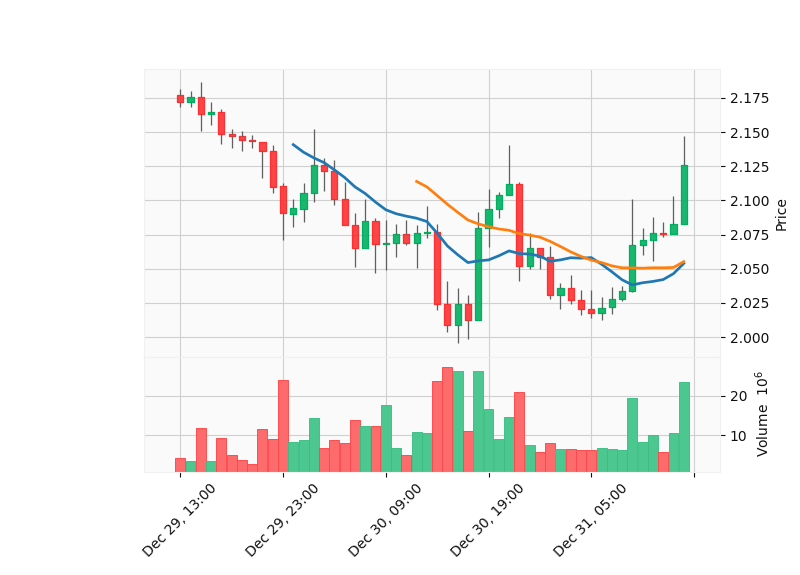 2.175
2.150
2.125
2.100
2.075
2.050
2.025
2.000
Price
20
10
Volume 10^6
Dec 29, 13:00
Dec 29, 23:00
Dec 30, 09:00
Dec 30, 19:00
Dec 31, 05:00